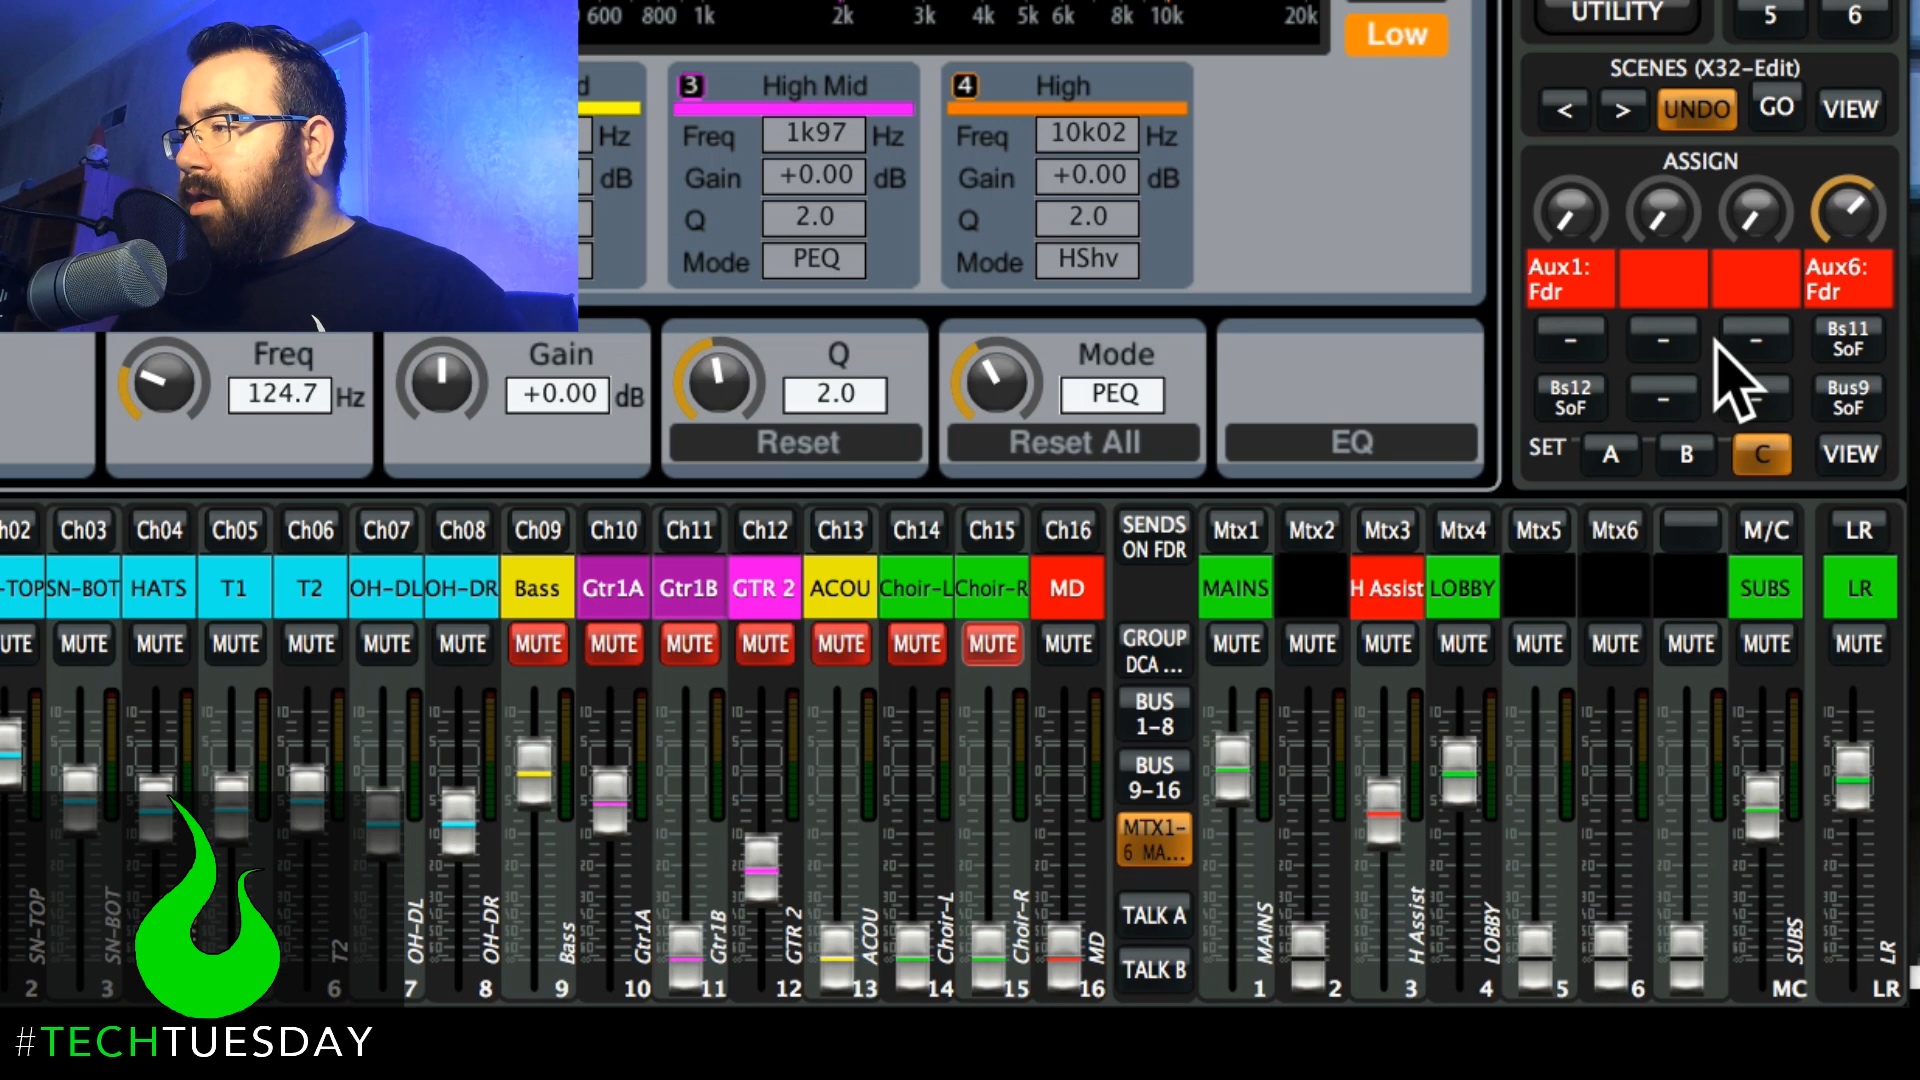 600 800 1k 2k 3k 4k 5k 6k 8k 10k 20k
Low
UTILITY
5 6
SCENES (X32-Edit)
< > UNDO GO VIEW
3 High Mid
Freq 1k97 Hz
Gain +0.00 dB
Q 2.0
Mode PEQ
4 High
Freq 10k02 Hz
Gain +0.00 dB
Q 2.0
Mode HShv
d
Hz
dB
ASSIGN
Aux1:
Fdr
Aux6:
Fdr
- - - Bs11
SoF
Bs12
SoF
- - Bus9
SoF
SET A B C VIEW
Freq
124.7 Hz
Gain
+0.00 dB
Q
2.0
Reset
Mode
PEQ
Reset All
EQ
h02 Ch03 Ch04 Ch05 Ch06 Ch07 Ch08 Ch09 Ch10 Ch11 Ch12 Ch13 Ch14 Ch15 Ch16
SENDS
ON FDR
Mtx1 Mtx2 Mtx3 Mtx4 Mtx5 Mtx6 M/C LR
-TOP SN-BOT HATS T1 T2 OH-DL OH-DR Bass Gtr1A Gtr1B GTR 2 ACOU Choir-L Choir-R MD
MAINS H Assist LOBBY SUBS LR
UTE MUTE MUTE MUTE MUTE MUTE MUTE MUTE MUTE MUTE MUTE MUTE MUTE MUTE MUTE
GROUP
DCA ...
MUTE MUTE MUTE MUTE MUTE MUTE MUTE MUTE MUTE
BUS
1-8
BUS
9-16
MTX1-
6 MA...
TALK A
TALK B
SN-TOP SN-BOT T2 OH-DL OH-DR Bass Gtr1A Gtr1B GTR 2 ACOU Choir-L Choir-R MD
MAINS H Assist LOBBY SUBS LR
2 3 6 7 8 9 10 11 12 13 14 15 16
1 2 3 4 5 6 MC LR
#TECHTUESDAY